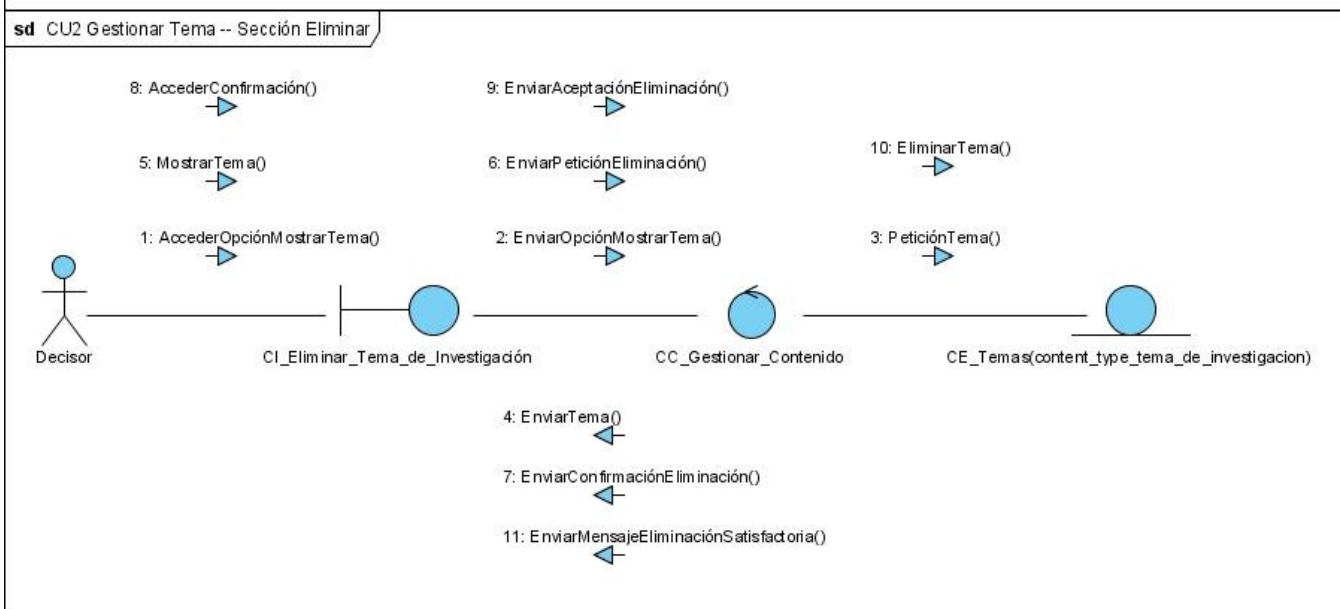 sd CU2 Gestionar Tema -- Sección Eliminar
8: AccederConfirmación()
9: EnviarAceptaciónEliminación()
10: EliminarTema()
5: MostrarTema()
6: EnviarPeticiónEliminación()
1: AccederOpciónMostrarTema()
2: EnviarOpciónMostrarTema()
3: PeticiónTema()
Decisor
CI_Eliminar_Tema_de_Investigación
CC_Gestionar_Contenido
CE_Temas(content_type_tema_de_investigacion)
4: EnviarTema()
7: EnviarConfirmaciónEliminación()
11: EnviarMensajeEliminaciónSatisfactoria()